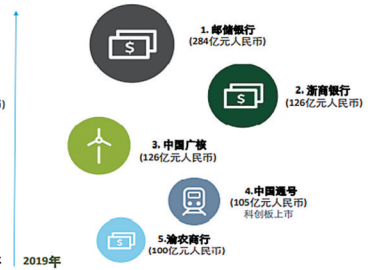 1. 邮储银行
(284亿元人民币)
2. 浙商银行
(126亿元人民币)
3. 中国广核
(126亿元人民币)
4.中国通号
(105亿元人民币)
科创板上市
5.渝农商行
(100亿元人民币)
2019年